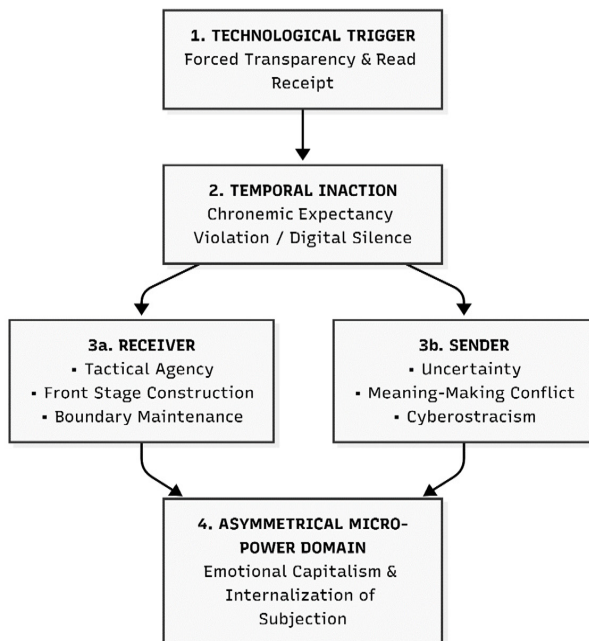 1. TECHNOLOGICAL TRIGGER
Forced Transparency & Read
Receipt
2. TEMPORAL INACTION
Chronemic Expectancy
Violation / Digital Silence
3a. RECEIVER
▪ Tactical Agency
▪ Front Stage Construction
▪ Boundary Maintenance
3b. SENDER
▪ Uncertainty
▪ Meaning-Making Conflict
▪ Cyberostracism
4. ASYMMETRICAL MICRO-
POWER DOMAIN
Emotional Capitalism &
Internalization of
Subjection